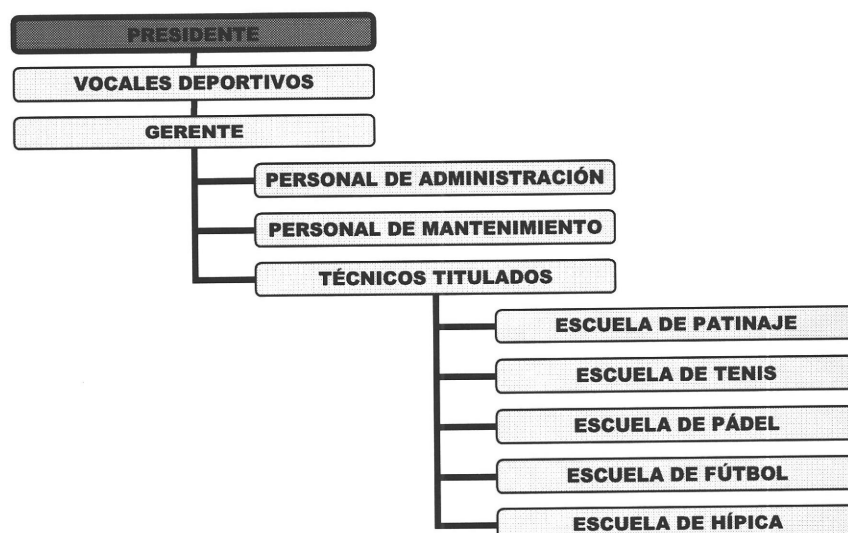 PRESIDENTE
VOCALES DEPORTIVOS
GERENTE
PERSONAL DE ADMINISTRACIÓN
PERSONAL DE MANTENIMIENTO
TÉCNICOS TITULADOS
ESCUELA DE PATINAJE
ESCUELA DE TENIS
ESCUELA DE PÁDEL
ESCUELA DE FÚTBOL
ESCUELA DE HÍPICA